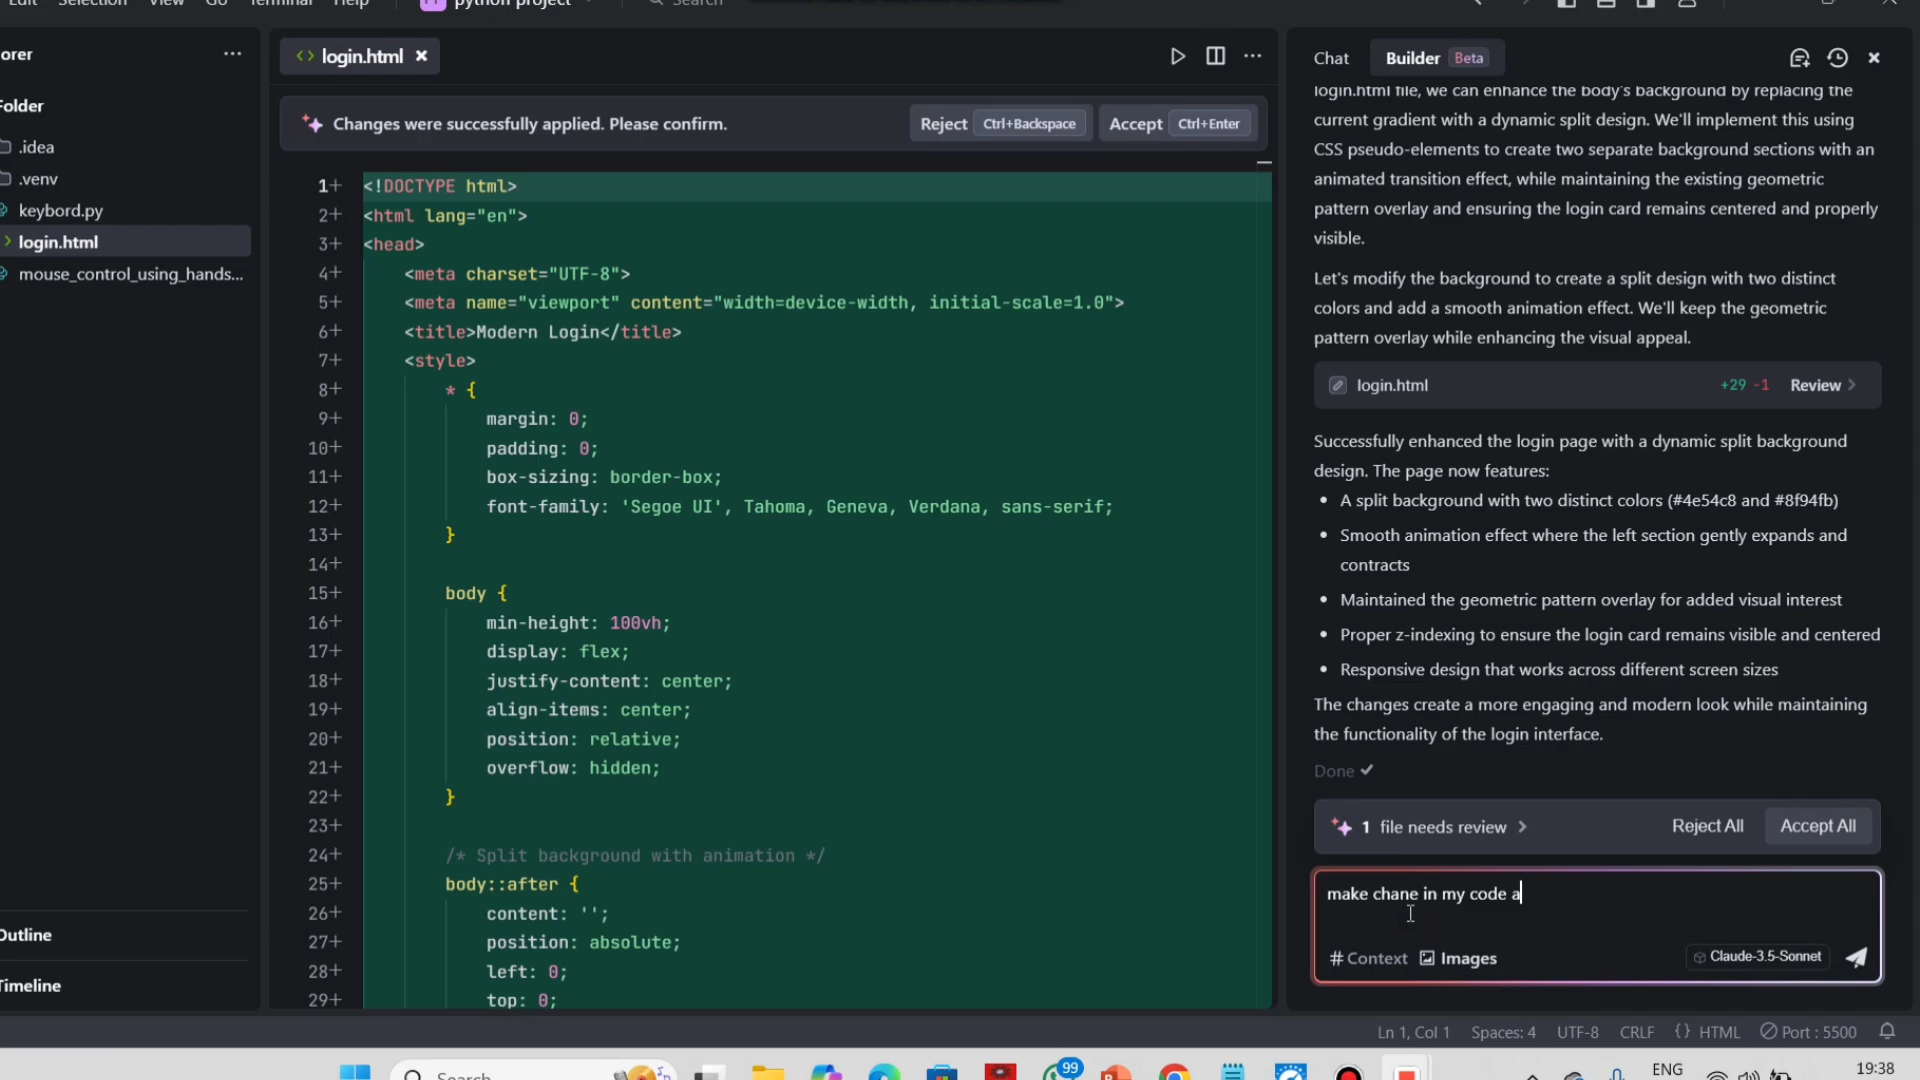 Edit Selection View Go Terminal Help python project Search
orer
Folder
.idea
.venv
keybord.py
login.html
mouse_control_using_hands...
Outline
Timeline
<> login.html
Changes were successfully applied. Please confirm.
Reject Ctrl+Backspace Accept Ctrl+Enter
1+ <!DOCTYPE html>
2+ <html lang="en">
3+ <head>
4+ <meta charset="UTF-8">
5+ <meta name="viewport" content="width=device-width, initial-scale=1.0">
6+ <title>Modern Login</title>
7+ <style>
8+ * {
9+ margin: 0;
10+ padding: 0;
11+ box-sizing: border-box;
12+ font-family: 'Segoe UI', Tahoma, Geneva, Verdana, sans-serif;
13+ }
14+
15+ body {
16+ min-height: 100vh;
17+ display: flex;
18+ justify-content: center;
19+ align-items: center;
20+ position: relative;
21+ overflow: hidden;
22+ }
23+
24+ /* Split background with animation */
25+ body::after {
26+ content: '';
27+ position: absolute;
28+ left: 0;
29+ top: 0;
Chat Builder Beta
login.html file, we can enhance the body's background by replacing the
current gradient with a dynamic split design. We'll implement this using
CSS pseudo-elements to create two separate background sections with an
animated transition effect, while maintaining the existing geometric
pattern overlay and ensuring the login card remains centered and properly
visible.
Let's modify the background to create a split design with two distinct
colors and add a smooth animation effect. We'll keep the geometric
pattern overlay while enhancing the visual appeal.
login.html +29 -1 Review
Successfully enhanced the login page with a dynamic split background
design. The page now features:
• A split background with two distinct colors (#4e54c8 and #8f94fb)
• Smooth animation effect where the left section gently expands and
contracts
• Maintained the geometric pattern overlay for added visual interest
• Proper z-indexing to ensure the login card remains visible and centered
• Responsive design that works across different screen sizes
The changes create a more engaging and modern look while maintaining
the functionality of the login interface.
Done
1 file needs review Reject All Accept All
make chane in my code a
# Context Images Claude-3.5-Sonnet
Ln 1, Col 1 Spaces: 4 UTF-8 CRLF {} HTML Port : 5500
Search 99 ENG 19:38